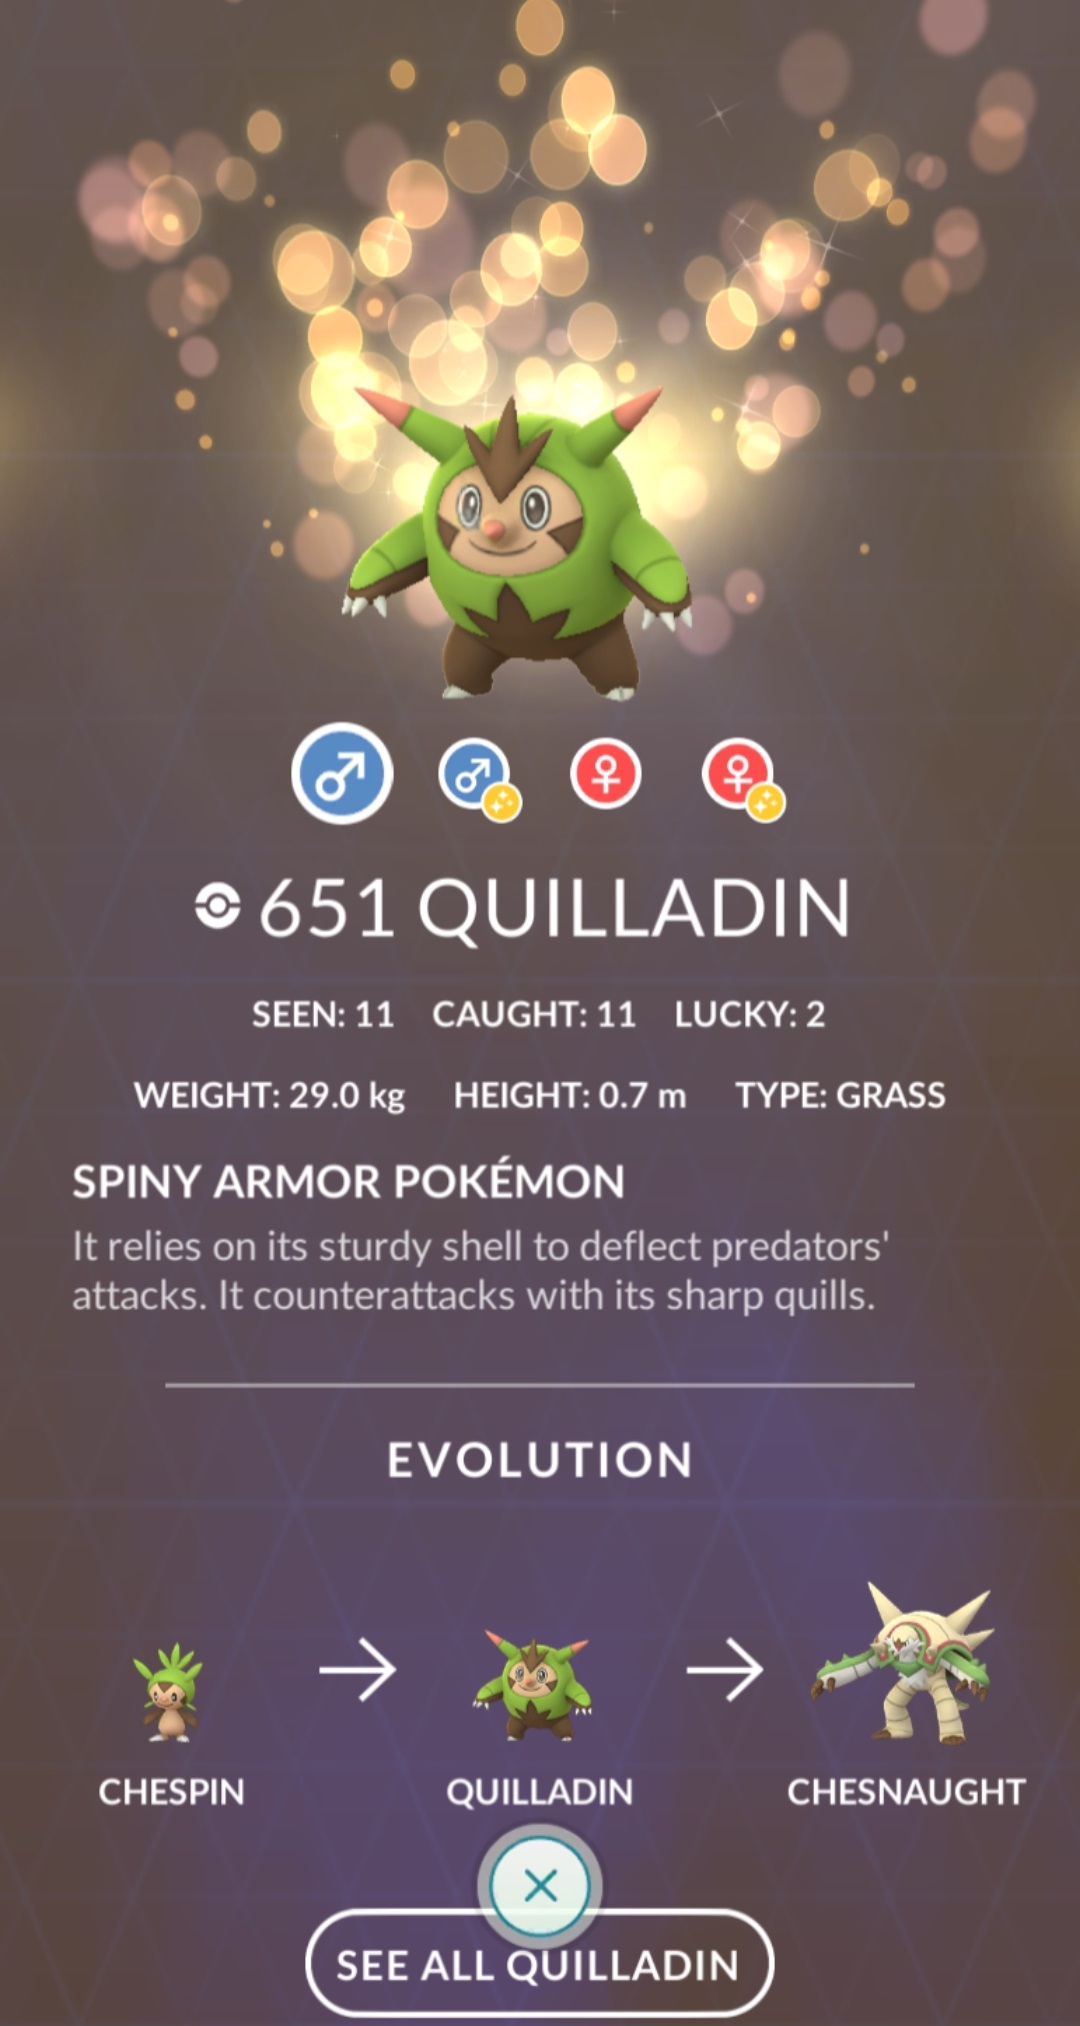 651 QUILLADIN
SEEN: 11 CAUGHT: 11 LUCKY: 2
WEIGHT: 29.0 kg HEIGHT: 0.7 m TYPE: GRASS
SPINY ARMOR POKÉMON
It relies on its sturdy shell to deflect predators'
attacks. It counterattacks with its sharp quills.
EVOLUTION
CHESPIN QUILLADIN CHESNAUGHT
SEE ALL QUILLADIN